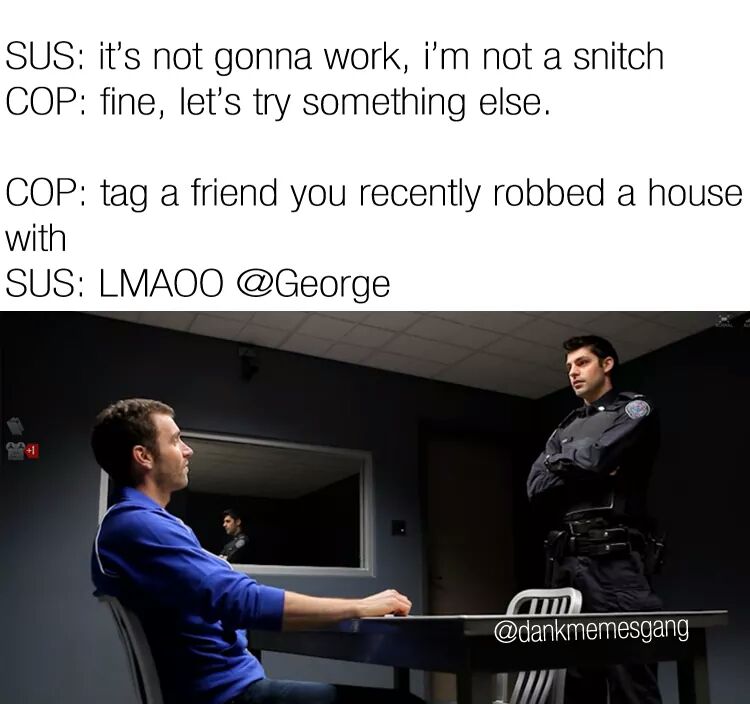 SUS: it's not gonna work, i'm not a snitch
COP: fine, let's try something else.
COP: tag a friend you recently robbed a house
with
SUS: LMAOO @George
+1
@dankmemesgang